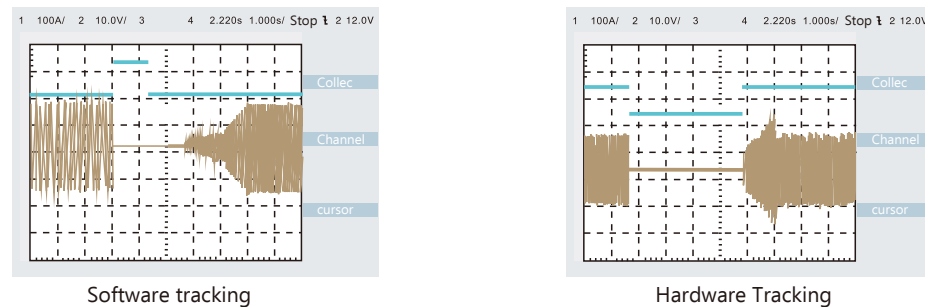 1 100A/ 2 10.0V/ 3 4 2.220s 1.000s/ Stop 2 12.0V
Collec
Channel
cursor
Software tracking
1 100A/ 2 10.0V/ 3 4 2.220s 1.000s/ Stop 2 12.0V
Collec
Channel
cursor
Hardware Tracking